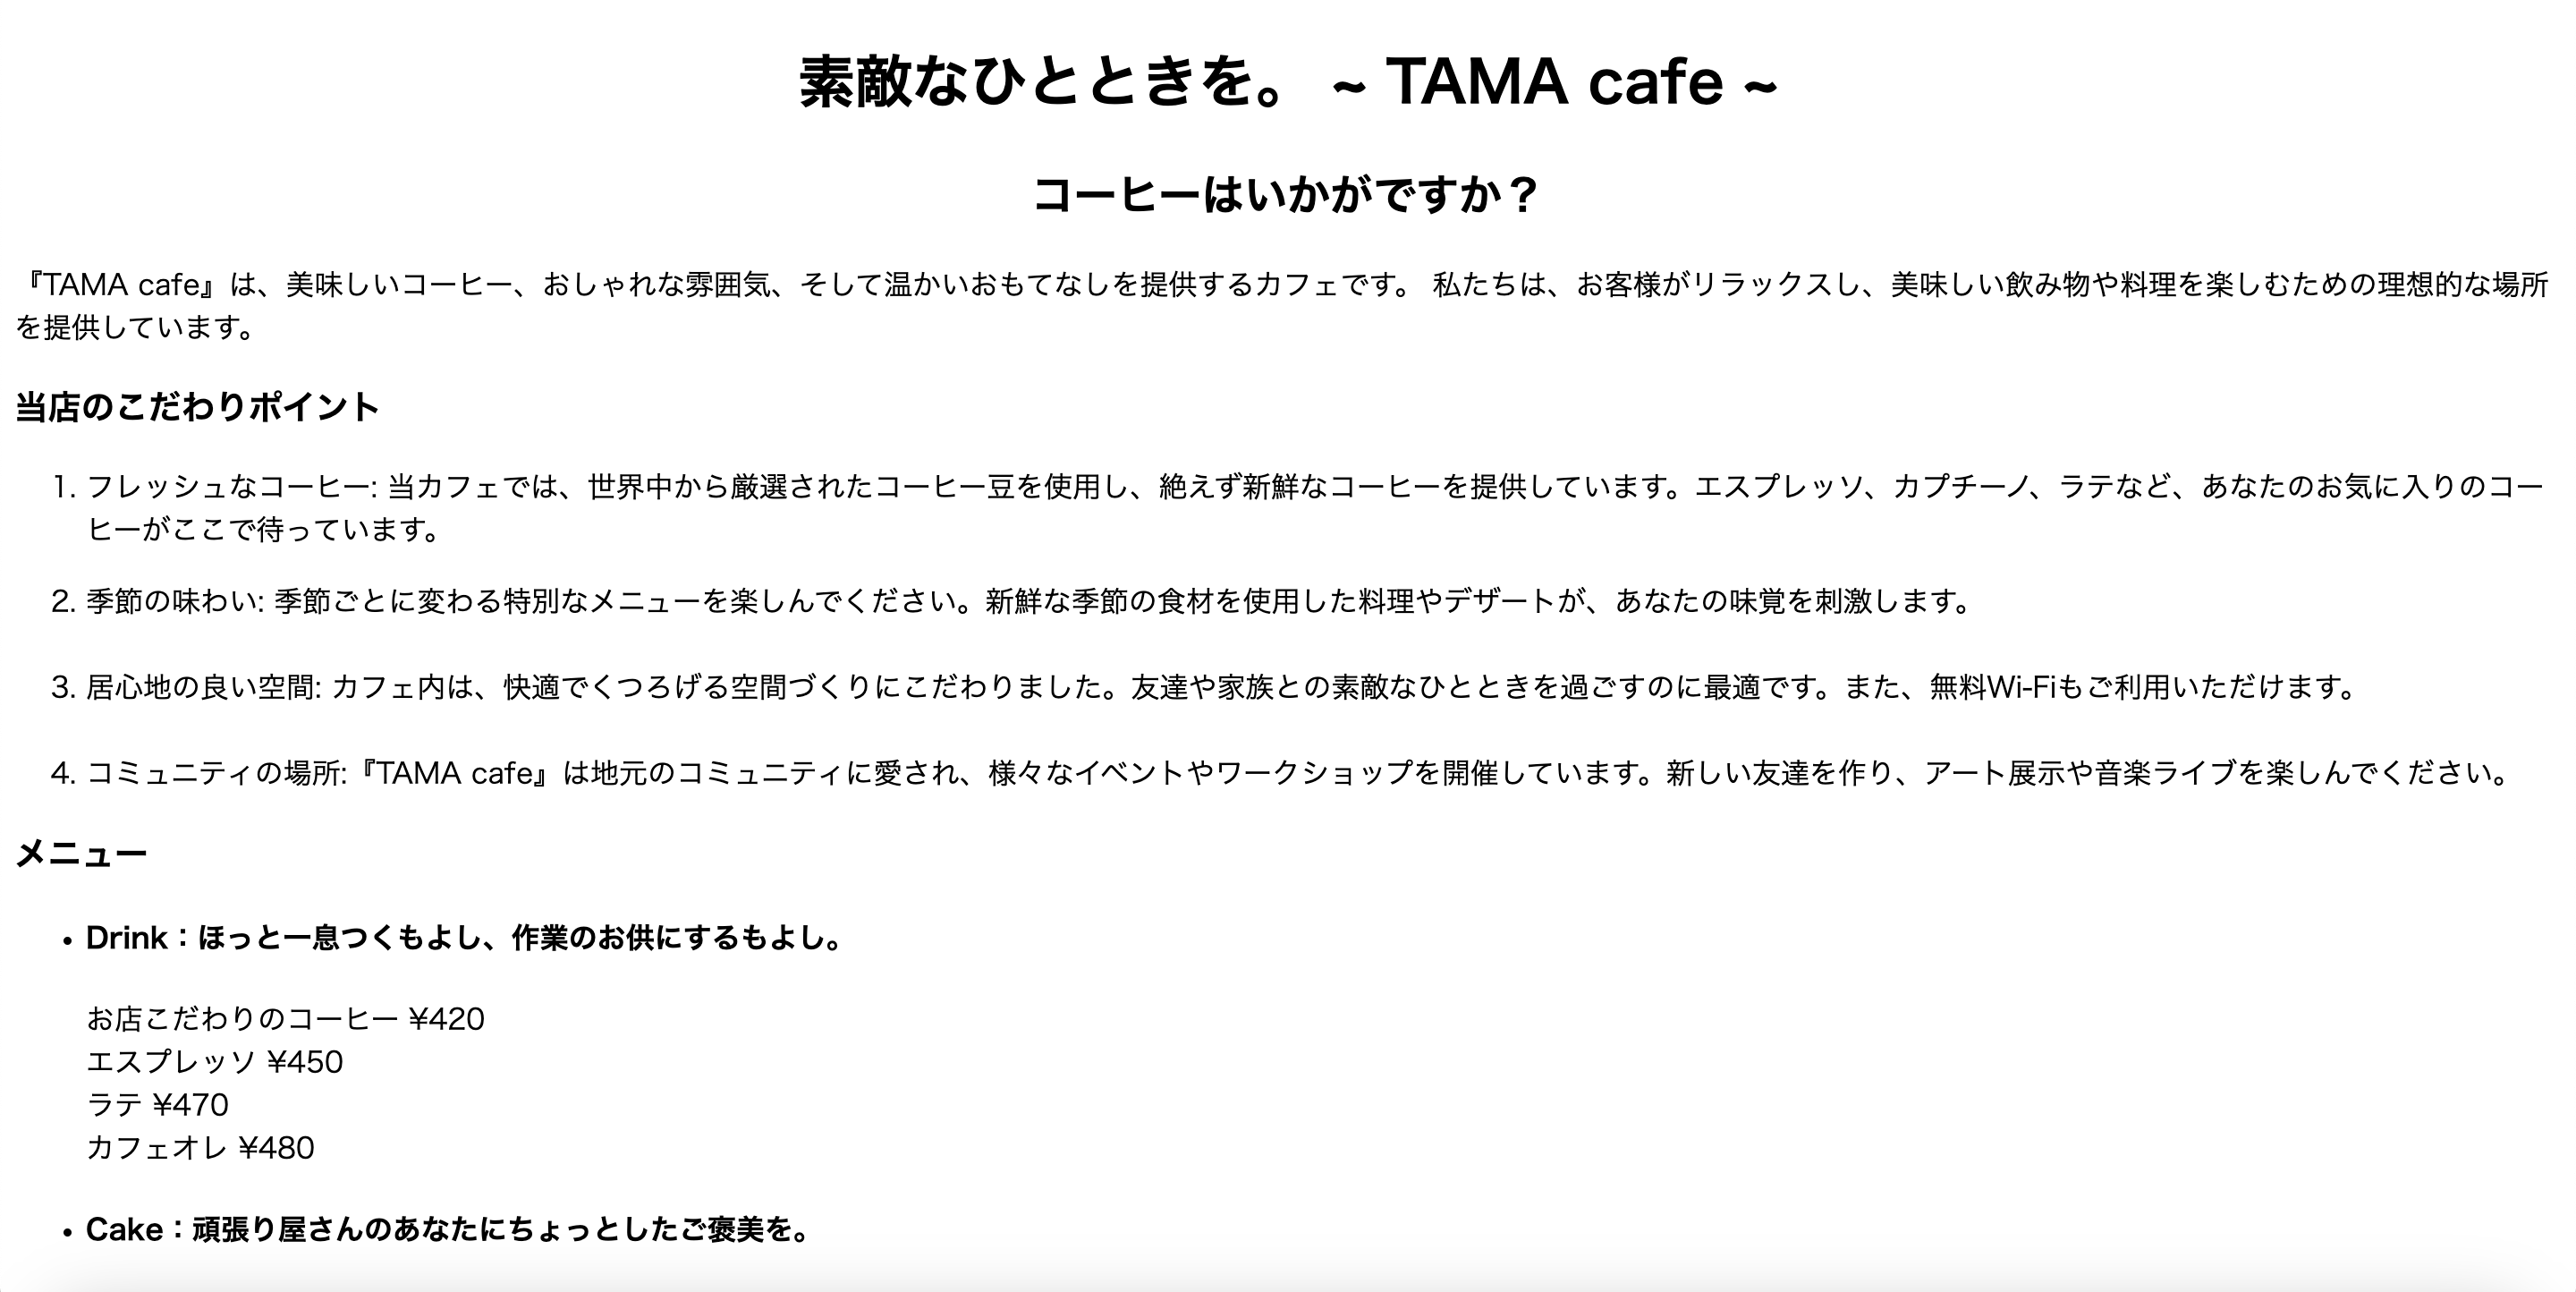 素敵なひとときを。 ~ TAMA cafe ~
コーヒーはいかがですか？
『TAMA cafe』は、美味しいコーヒー、おしゃれな雰囲気、そして温かいおもてなしを提供するカフェです。 私たちは、お客様がリラックスし、美味しい飲み物や料理を楽しむための理想的な場所
を提供しています。
当店のこだわりポイント
1. フレッシュなコーヒー: 当カフェでは、世界中から厳選されたコーヒー豆を使用し、絶えず新鮮なコーヒーを提供しています。エスプレッソ、カプチーノ、ラテなど、あなたのお気に入りのコー
ヒーがここで待っています。
2. 季節の味わい: 季節ごとに変わる特別なメニューを楽しんでください。新鮮な季節の食材を使用した料理やデザートが、あなたの味覚を刺激します。
3. 居心地の良い空間: カフェ内は、快適でくつろげる空間づくりにこだわりました。友達や家族との素敵なひとときを過ごすのに最適です。また、無料Wi-Fiもご利用いただけます。
4. コミュニティの場所:『TAMA cafe』は地元のコミュニティに愛され、様々なイベントやワークショップを開催しています。新しい友達を作り、アート展示や音楽ライブを楽しんでください。
メニュー
• Drink：ほっと一息つくもよし、作業のお供にするもよし。
お店こだわりのコーヒー ¥420
エスプレッソ ¥450
ラテ ¥470
カフェオレ ¥480
• Cake：頑張り屋さんのあなたにちょっとしたご褒美を。